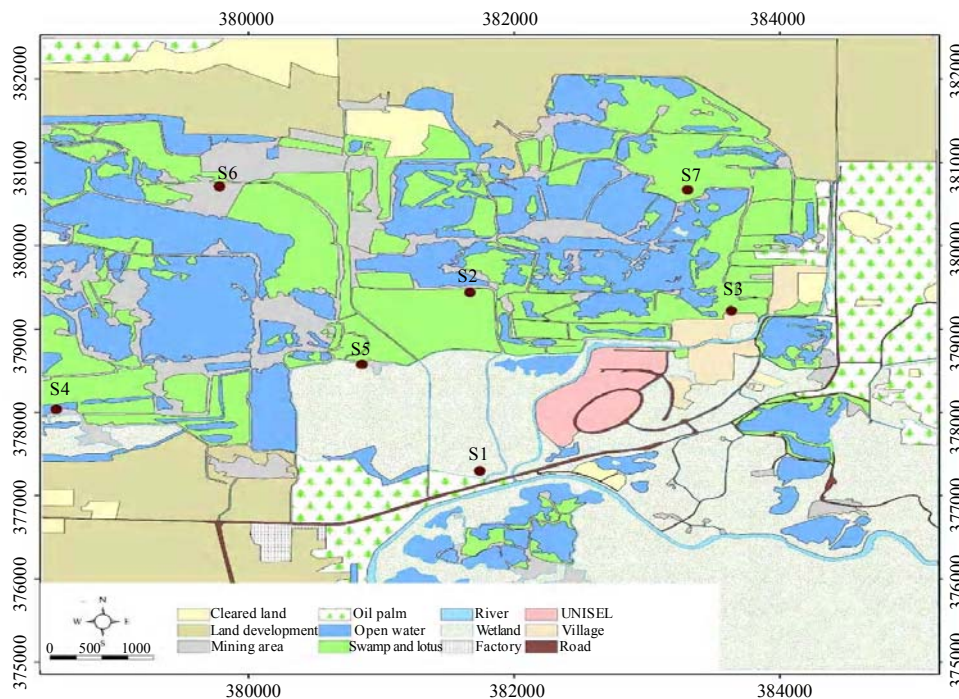 380000 382000 384000
382000 382000
381000 381000
S6 S7
380000 380000
S2 S3
379000 379000
S5
S4
378000 378000
S1
377000 377000
376000 376000
N
W E
S
0 500 1000
Cleared land Oil palm River UNISEL
Land development Open water Wetland Village
Mining area Swamp and lotus Factory Road
375000 375000
380000 382000 384000